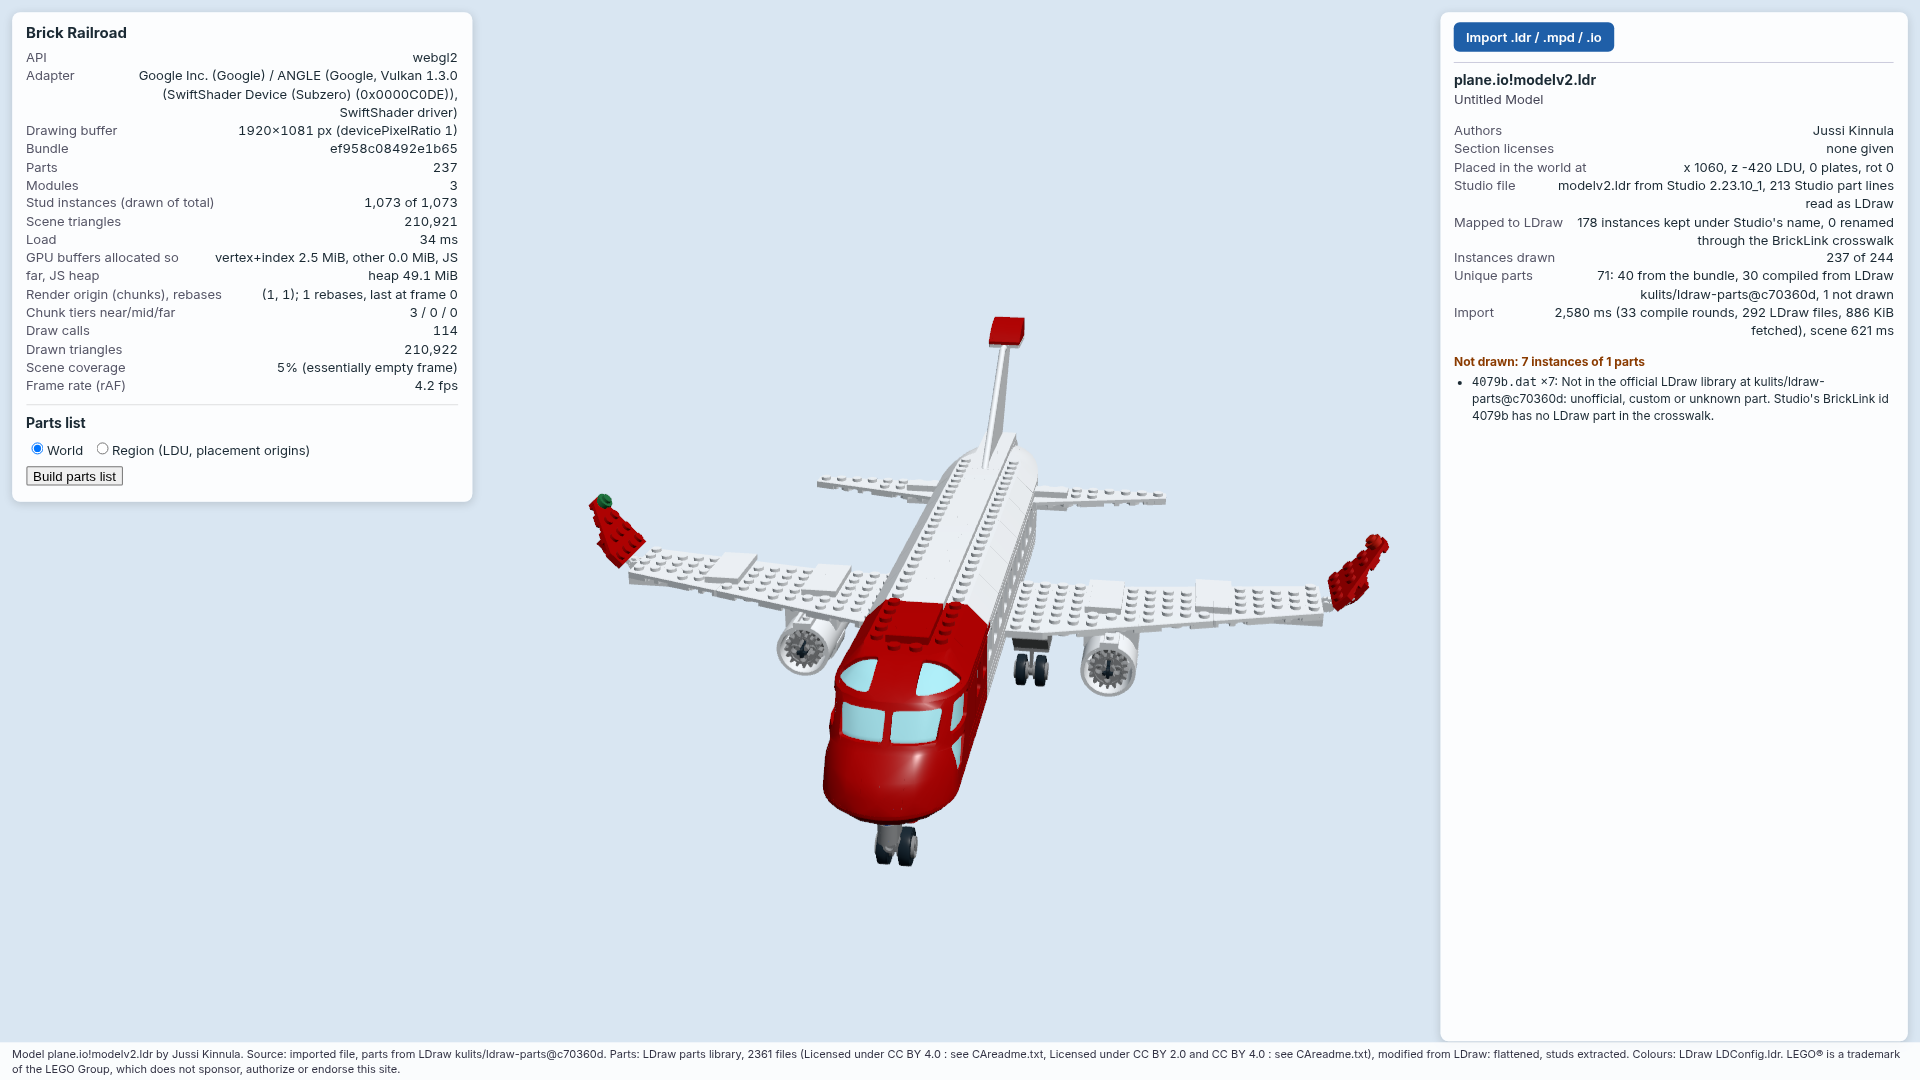 Brick Railroad
API webgl2
Adapter Google Inc. (Google) / ANGLE (Google, Vulkan 1.3.0
(SwiftShader Device (Subzero) (0x0000C0DE)),
SwiftShader driver)
Drawing buffer 1920×1081 px (devicePixelRatio 1)
Bundle ef958c08492e1b65
Parts 237
Modules 3
Stud instances (drawn of total) 1,073 of 1,073
Scene triangles 210,921
Load 34 ms
GPU buffers allocated so vertex+index 2.5 MiB, other 0.0 MiB, JS
far, JS heap heap 49.1 MiB
Render origin (chunks), rebases (1, 1); 1 rebases, last at frame 0
Chunk tiers near/mid/far 3 / 0 / 0
Draw calls 114
Drawn triangles 210,922
Scene coverage 5% (essentially empty frame)
Frame rate (rAF) 4.2 fps
Parts list
World Region (LDU, placement origins)
Build parts list
Import .ldr / .mpd / .io
plane.io!modelv2.ldr
Untitled Model
Authors Jussi Kinnula
Section licenses none given
Placed in the world at x 1060, z -420 LDU, 0 plates, rot 0
Studio file modelv2.ldr from Studio 2.23.10_1, 213 Studio part lines
read as LDraw
Mapped to LDraw 178 instances kept under Studio's name, 0 renamed
through the BrickLink crosswalk
Instances drawn 237 of 244
Unique parts 71: 40 from the bundle, 30 compiled from LDraw
kulits/ldraw-parts@c70360d, 1 not drawn
Import 2,580 ms (33 compile rounds, 292 LDraw files, 886 KiB
fetched), scene 621 ms
Not drawn: 7 instances of 1 parts
• 4079b.dat ×7: Not in the official LDraw library at kulits/ldraw-
parts@c70360d: unofficial, custom or unknown part. Studio's BrickLink id
4079b has no LDraw part in the crosswalk.
Model plane.io!modelv2.ldr by Jussi Kinnula. Source: imported file, parts from LDraw kulits/ldraw-parts@c70360d. Parts: LDraw parts library, 2361 files (Licensed under CC BY 4.0 : see CAreadme.txt, Licensed under CC BY 2.0 and CC BY 4.0 : see CAreadme.txt), modified from LDraw: flattened, studs extracted. Colours: LDraw LDConfig.ldr. LEGO® is a trademark
of the LEGO Group, which does not sponsor, authorize or endorse this site.